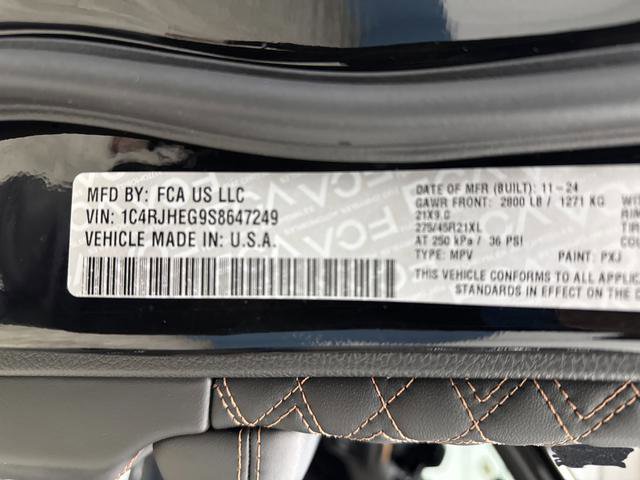 MFD BY: FCA US LLC
VIN: 1C4RJHEG9S8647249
VEHICLE MADE IN: U.S.A.
DATE OF MFR (BUILT): 11-24
GAWR FRONT: 2800 LB / 1271 KG
21X9.0
275/45R21XL
AT 250 kPa / 36 PSI
TYPE: MPV PAINT: PXJ
THIS VEHICLE CONFORMS TO ALL APPLICABL
STANDARDS IN EFFECT ON THE